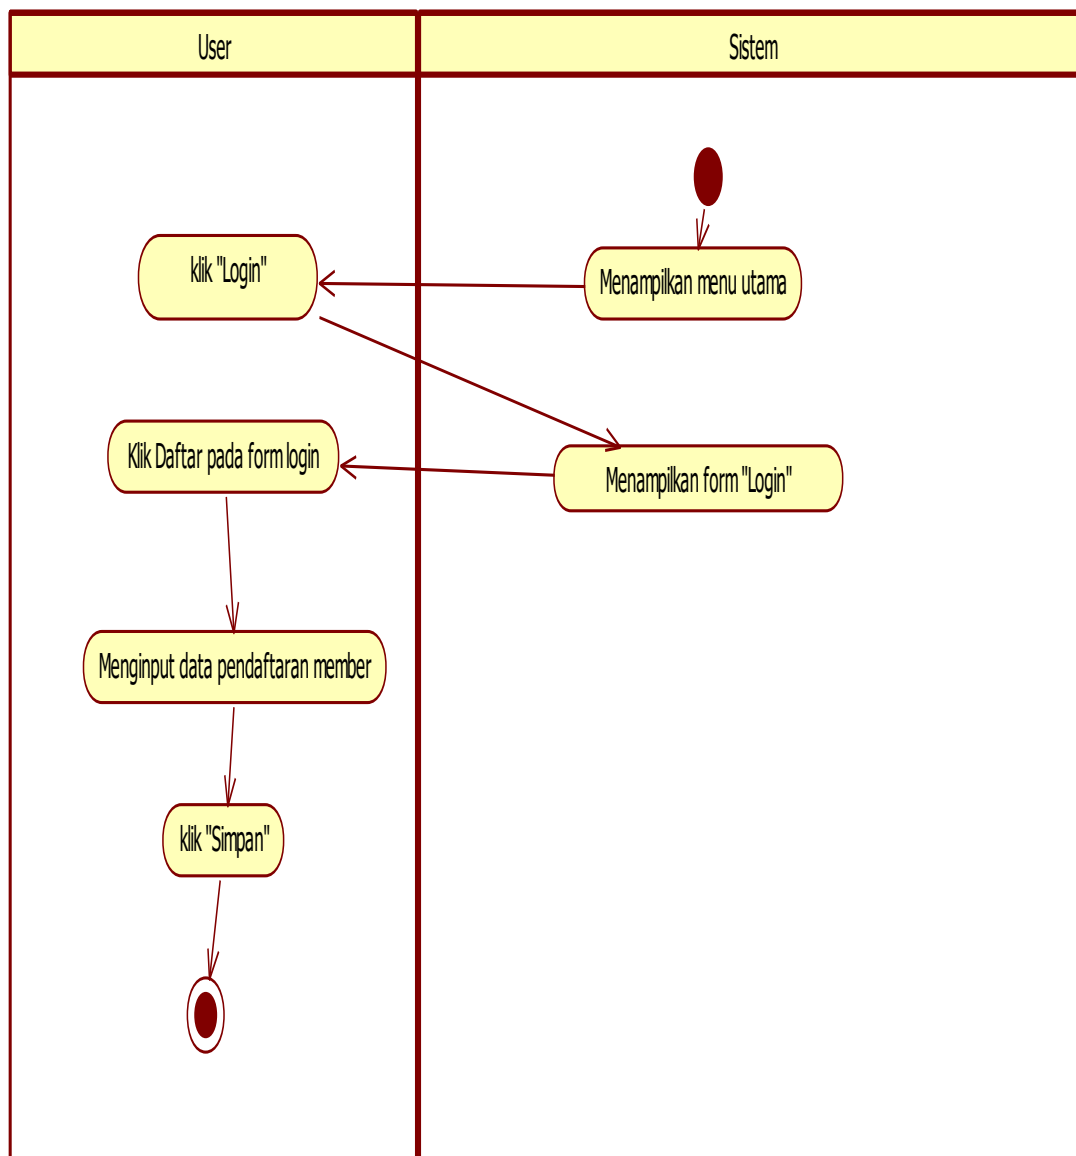 User
Sistem
klik "Login"
Menampilkan menu utama
Klik Daftar pada form login
Menampilkan form "Login"
Menginput data pendaftaran member
klik "Simpan"